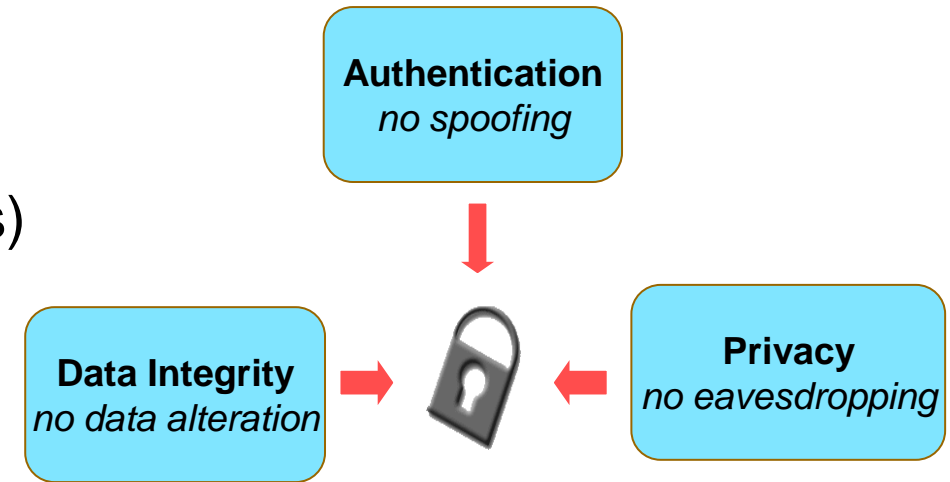 Authentication
no spoofing
s)
Data Integrity
no data alteration
Privacy
no eavesdropping